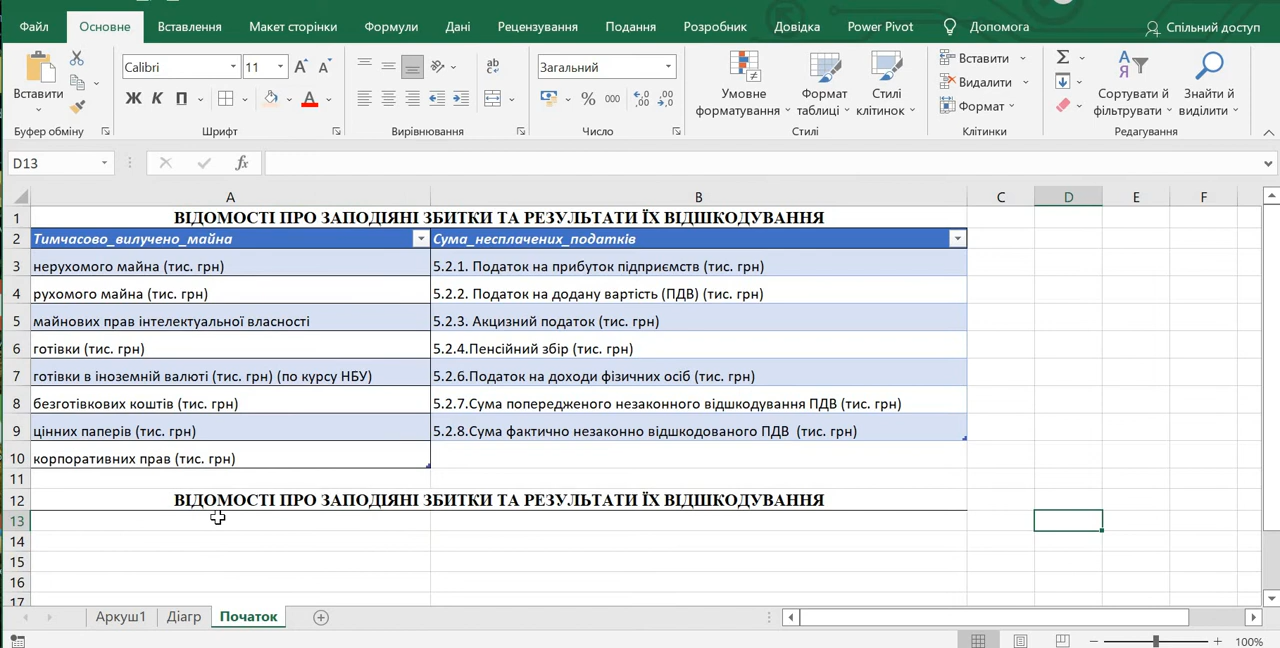 Файл Основне Вставлення Макет сторінки Формули Дані Рецензування Подання Розробник Довідка Power Pivot Допомога Спільний доступ
Вставити
Буфер обміну
Calibri 11
Ж К П
Шрифт
Вирівнювання
Загальний
% 000
Число
Умовне форматування
Формат таблиці
Стилі клітинок
Стилі
Вставити
Видалити
Формат
Клітинки
Сортувати й фільтрувати
Знайти й виділити
Редагування
D13 fx
A B C D E F
1 ВІДОМОСТІ ПРО ЗАПОДІЯНІ ЗБИТКИ ТА РЕЗУЛЬТАТИ ЇХ ВІДШКОДУВАННЯ
2 Тимчасово_вилучено_майна Сума_несплачених_податків
3 нерухомого майна (тис. грн) 5.2.1. Податок на прибуток підприємств (тис. грн)
4 рухомого майна (тис. грн) 5.2.2. Податок на додану вартість (ПДВ) (тис. грн)
5 майнових прав інтелектуальної власності 5.2.3. Акцизний податок (тис. грн)
6 готівки (тис. грн) 5.2.4.Пенсійний збір (тис. грн)
7 готівки в іноземній валюті (тис. грн) (по курсу НБУ) 5.2.6.Податок на доходи фізичних осіб (тис. грн)
8 безготівкових коштів (тис. грн) 5.2.7.Сума попередженого незаконного відшкодування ПДВ (тис. грн)
9 цінних паперів (тис. грн) 5.2.8.Сума фактично незаконно відшкодованого ПДВ (тис. грн)
10 корпоративних прав (тис. грн)
11
12 ВІДОМОСТІ ПРО ЗАПОДІЯНІ ЗБИТКИ ТА РЕЗУЛЬТАТИ ЇХ ВІДШКОДУВАННЯ
13
14
15
16
17
Аркуш1 Діагр Початок
100%